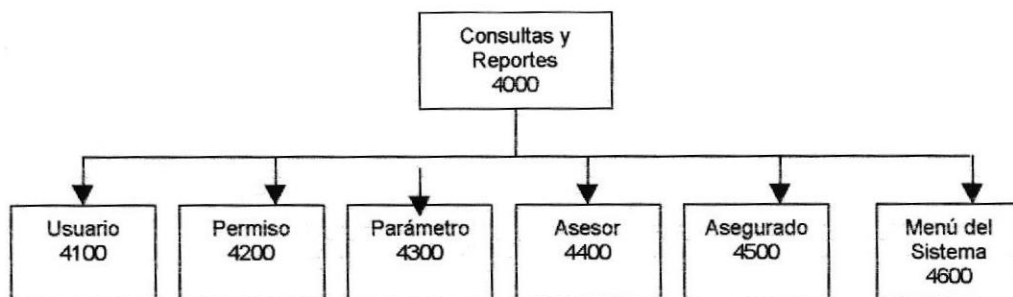 Consultas y
Reportes
4000
Usuario
4100
Permiso
4200
Parámetro
4300
Asesor
4400
Asegurado
4500
Menú del
Sistema
4600